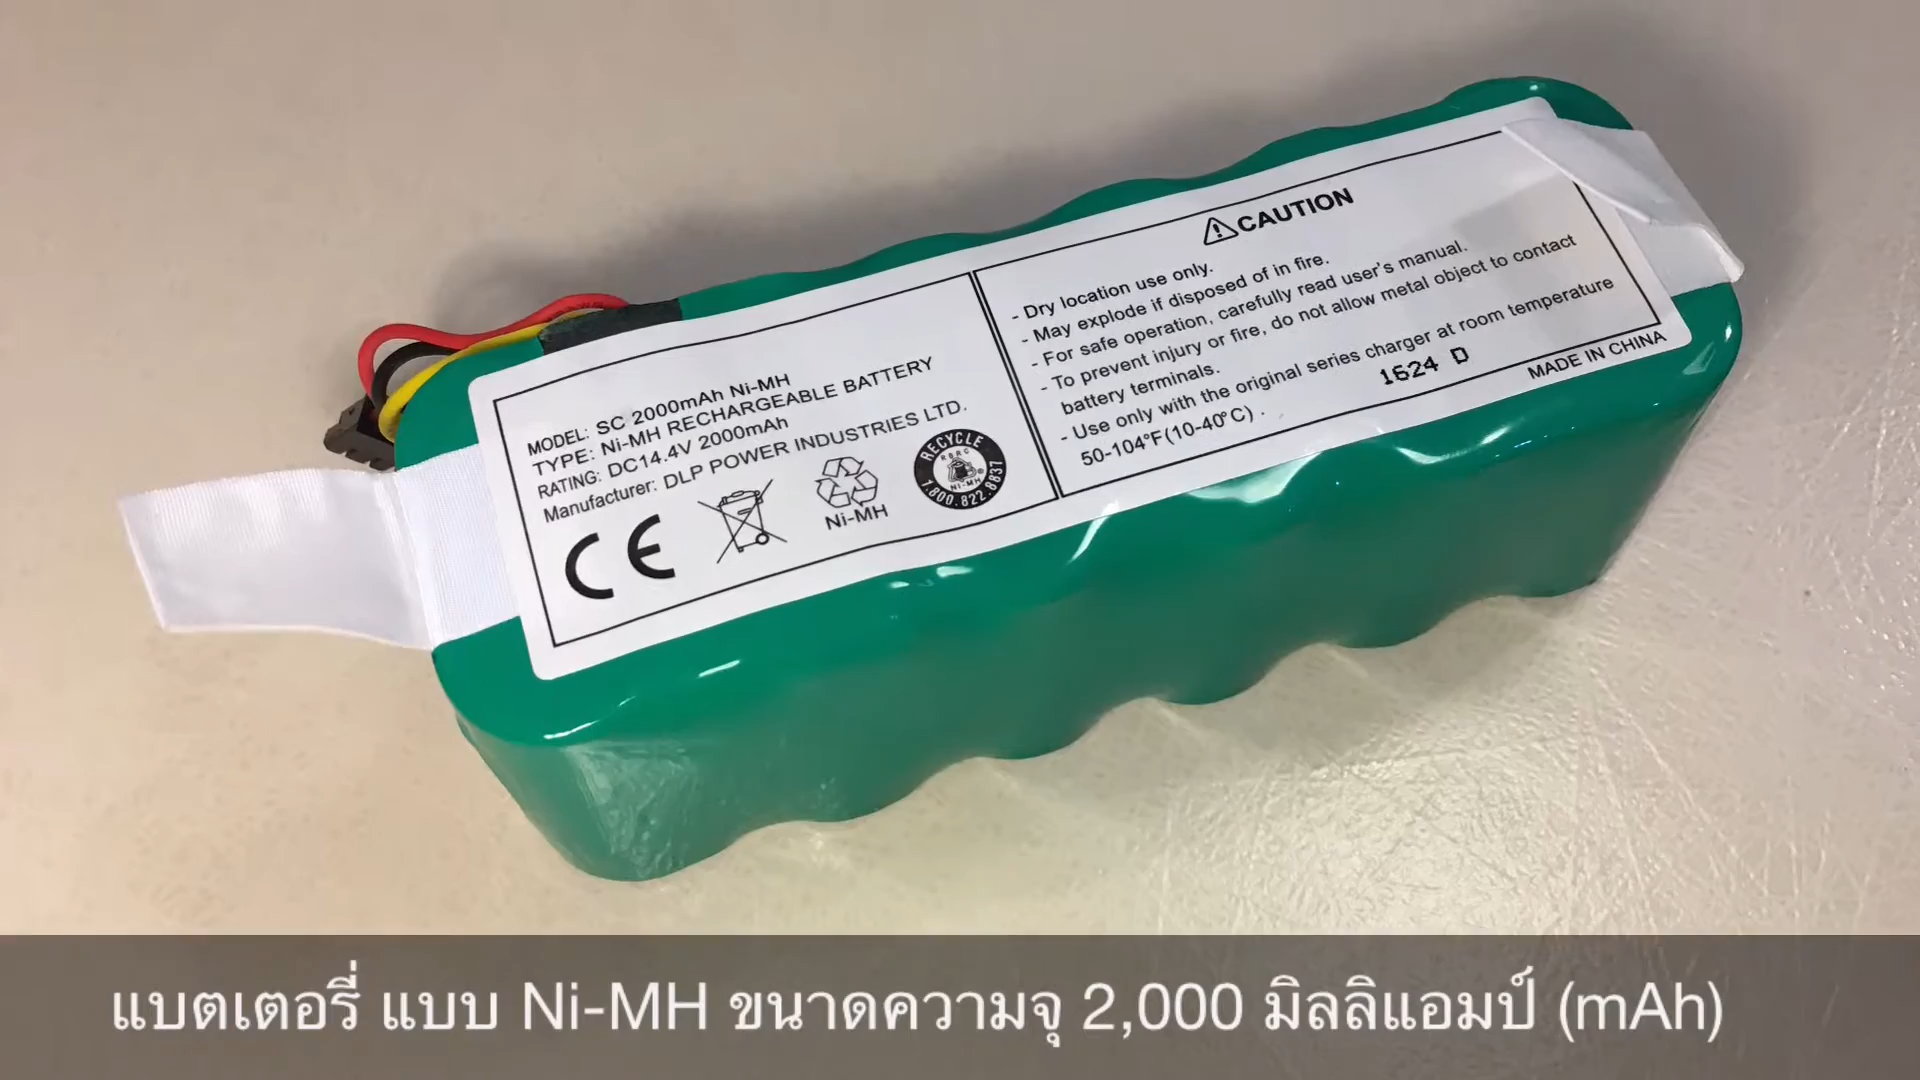 MODEL: SC 2000mAh Ni-MH
TYPE: Ni-MH RECHARGEABLE BATTERY
RATING: DC14.4V 2000mAh
Manufacturer: DLP POWER INDUSTRIES LTD.
CE
Ni-MH
RECYCLE
RBRC
NI-MH
1.800.822.8837
CAUTION
- Dry location use only.
- May explode if disposed of in fire.
- For safe operation, carefully read user's manual.
- To prevent injury or fire, do not allow metal object to contact
battery terminals.
- Use only with the original series charger at room temperature
50-104°F(10-40°C) .
1624 D
MADE IN CHINA
แบตเตอรี่ แบบ Ni-MH ขนาดความจุ 2,000 มิลลิแอมป์ (mAh)